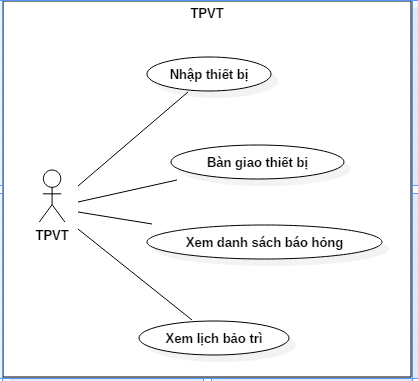 TPVT
Nhập thiết bị
Bàn giao thiết bị
TPVT
Xem danh sách báo hỏng
Xem lịch bảo trì